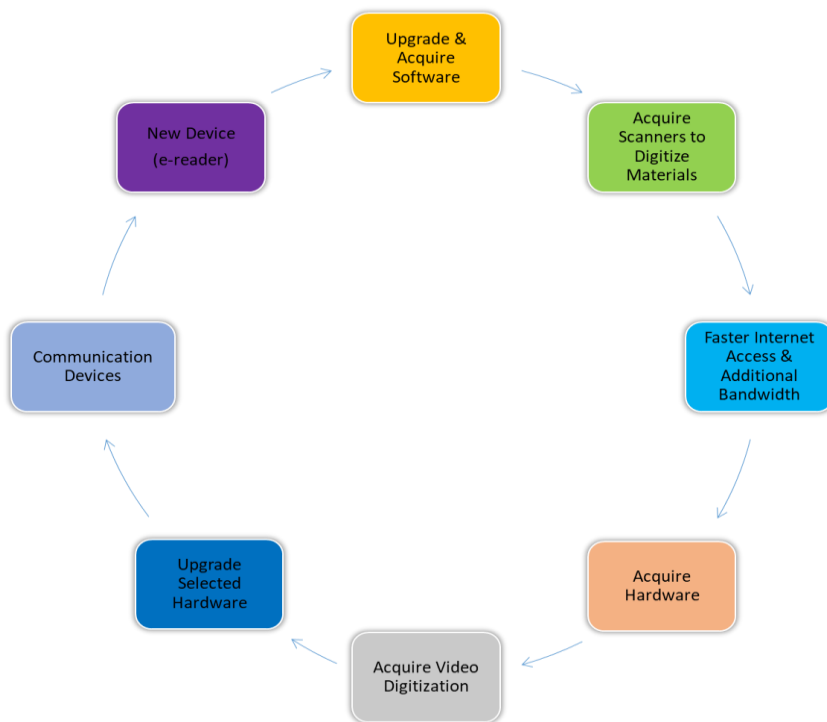 Upgrade &
Acquire
Software
Acquire
Scanners to
Digitize
Materials
Faster Internet
Access &
Additional
Bandwidth
Acquire
Hardware
Acquire Video
Digitization
Upgrade
Selected
Hardware
Communication
Devices
New Device
(e-reader)